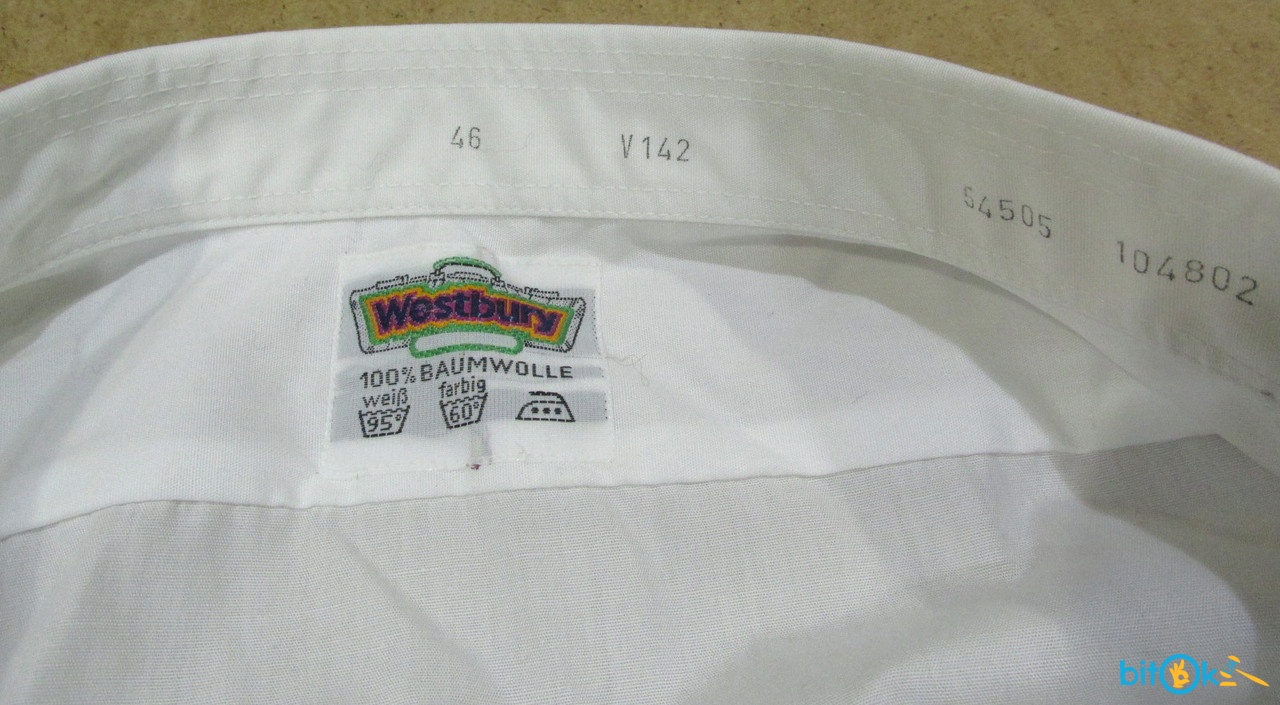 46 V142 54505 104802
Westbury
100% BAUMWOLLE
weiß farbig
95° 60°
bitOk